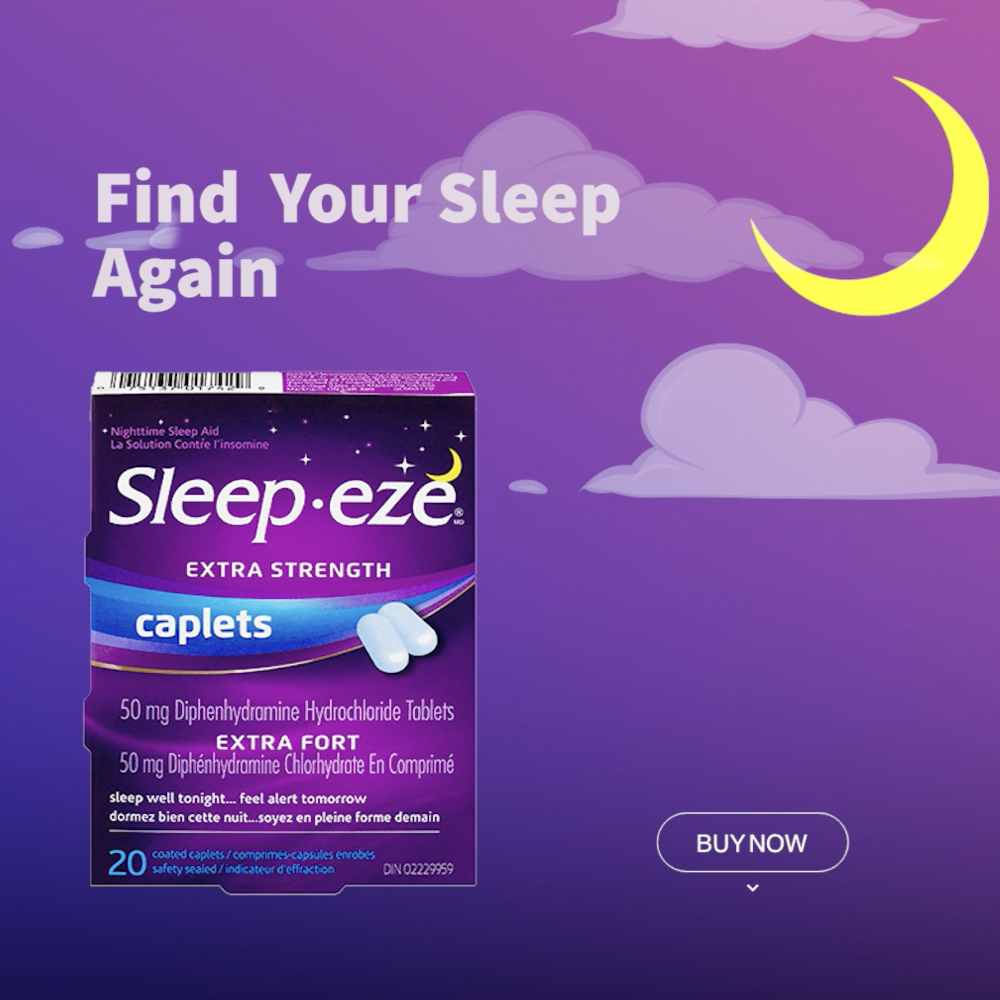 Find Your Sleep
Again
Nighttime Sleep Aid
La Solution Contre l'insomine
Sleep·eze®
MD
EXTRA STRENGTH
caplets
50 mg Diphenhydramine Hydrochloride Tablets
EXTRA FORT
50 mg Diphénhydramine Chlorhydrate En Comprimé
sleep well tonight... feel alert tomorrow
dormez bien cette nuit...soyez en pleine forme demain
20 coated caplets / comprimés-capsules enrobés
safety sealed / indicateur d'effraction
DIN 02229959
BUY NOW